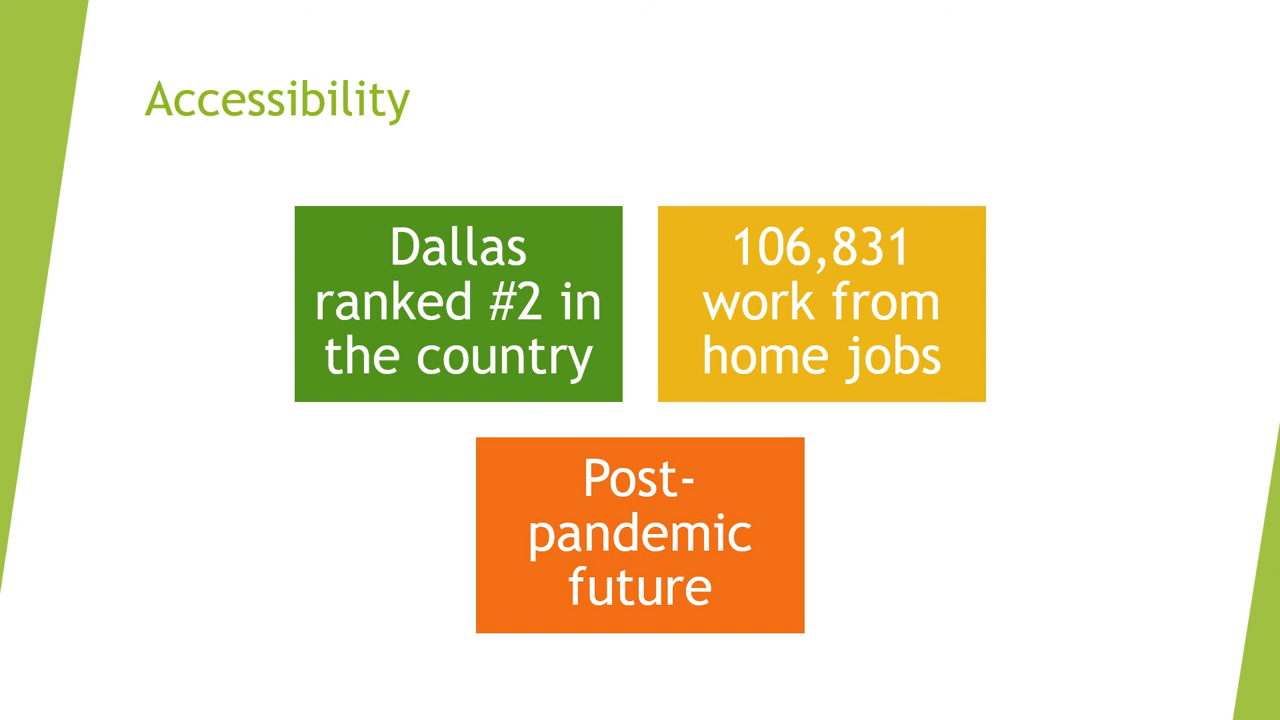 Accessibility
Dallas
ranked #2 in
the country
106,831
work from
home jobs
Post-
pandemic
future